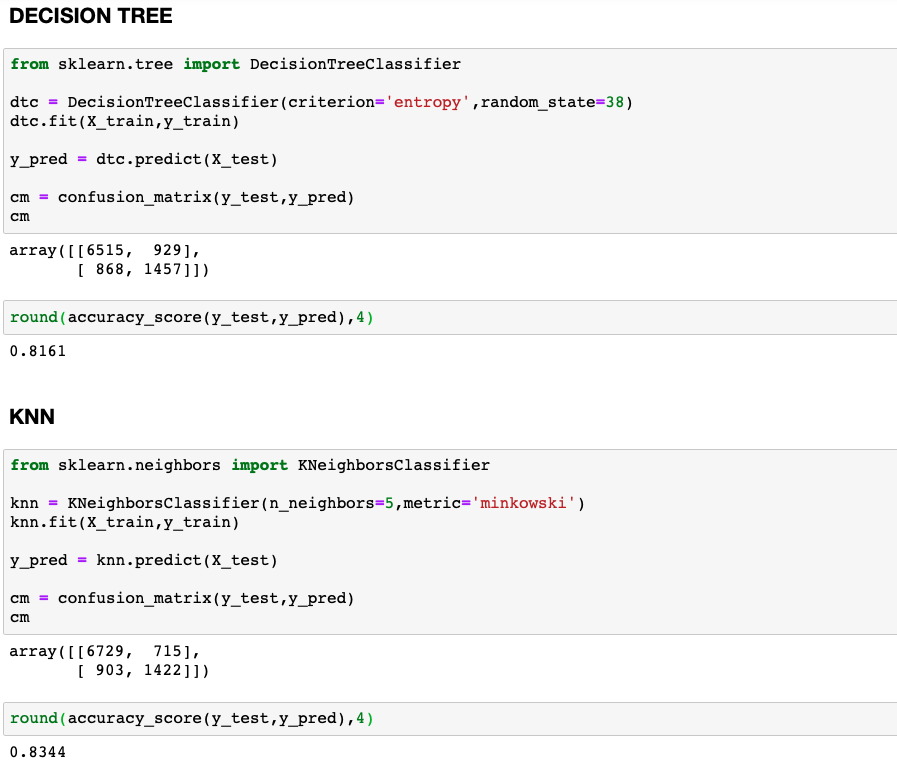 DECISION TREE
from sklearn.tree import DecisionTreeClassifier
dtc = DecisionTreeClassifier(criterion='entropy',random_state=38)
dtc.fit(X_train,y_train)
y_pred = dtc.predict(X_test)
cm = confusion_matrix(y_test,y_pred)
cm
array([[6515,  929],
       [ 868, 1457]])
round(accuracy_score(y_test,y_pred),4)
0.8161
KNN
from sklearn.neighbors import KNeighborsClassifier
knn = KNeighborsClassifier(n_neighbors=5,metric='minkowski')
knn.fit(X_train,y_train)
y_pred = knn.predict(X_test)
cm = confusion_matrix(y_test,y_pred)
cm
array([[6729,  715],
       [ 903, 1422]])
round(accuracy_score(y_test,y_pred),4)
0.8344